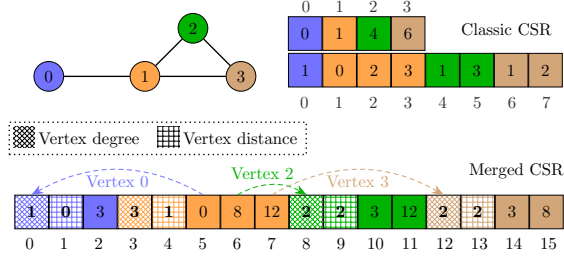 0 1 2 3
2
0 1 4 6 Classic CSR
0 1 3
1 0 2 3 1 3 1 2
0 1 2 3 4 5 6 7
Vertex degree Vertex distance
Merged CSR
Vertex 0 Vertex 2 Vertex 3
1 0 3 3 1 0 8 12 2 2 3 12 2 2 3 8
0 1 2 3 4 5 6 7 8 9 10 11 12 13 14 15